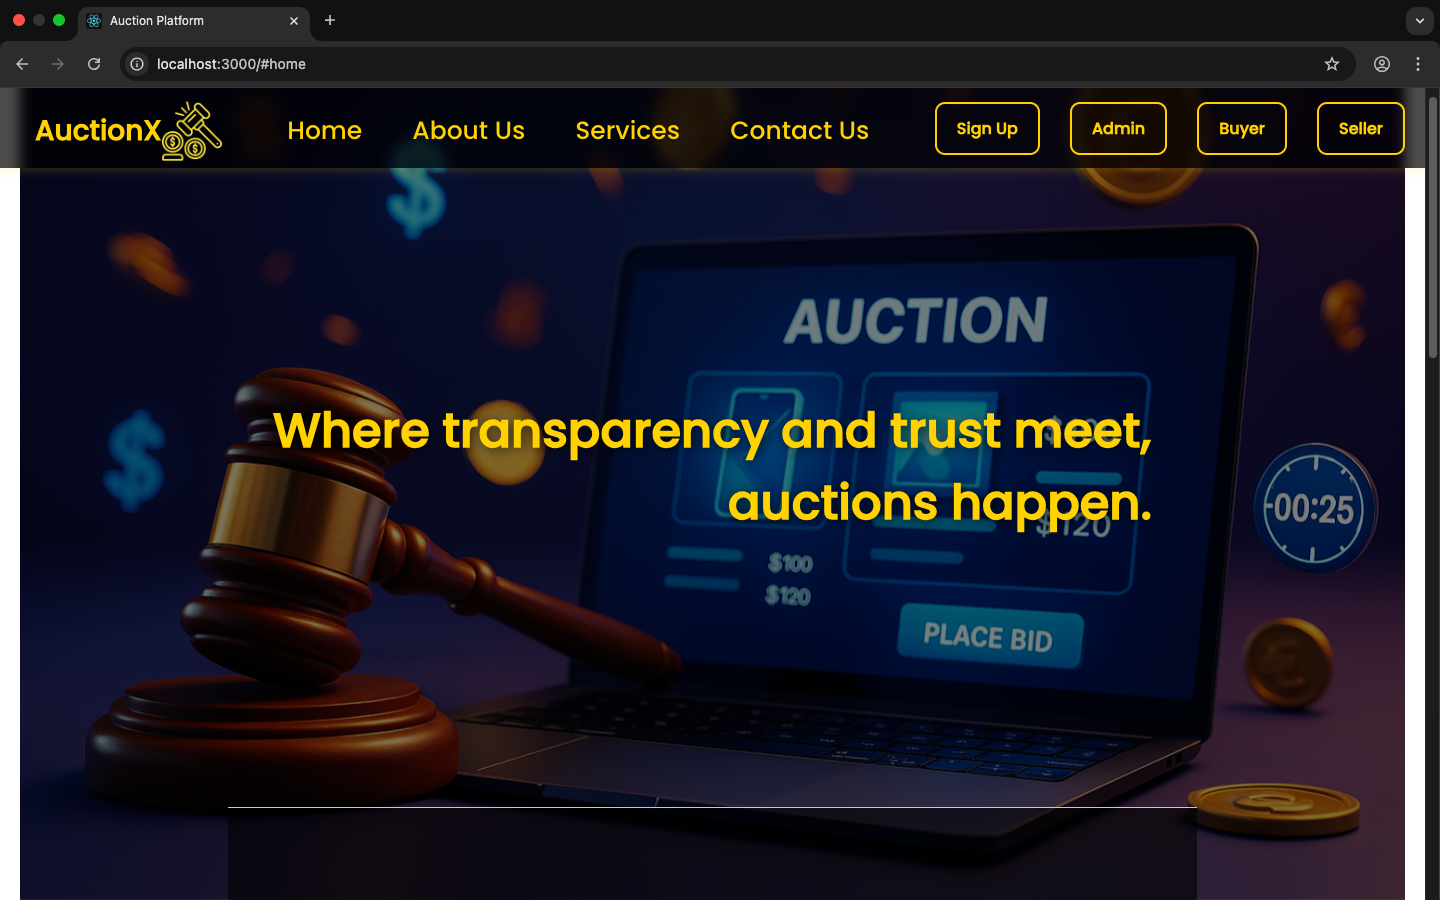 Auction Platform
localhost:3000/#home
AuctionX
Home
About Us
Services
Contact Us
Sign Up
Admin
Buyer
Seller
AUCTION
Where transparency and trust meet,
auctions happen.
00:25
$120
$100
$120
PLACE BID